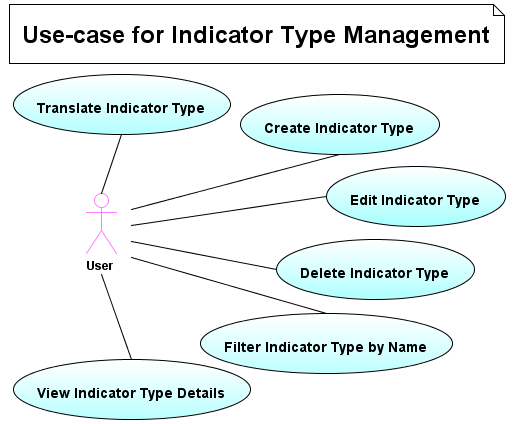 Use-case for Indicator Type Management
Translate Indicator Type
Create Indicator Type
Edit Indicator Type
User
Delete Indicator Type
Filter Indicator Type by Name
View Indicator Type Details